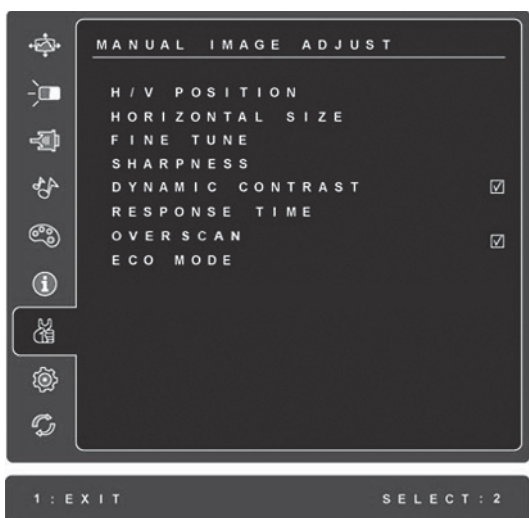 MANUAL IMAGE ADJUST
H/V POSITION
HORIZONTAL SIZE
FINE TUNE
SHARPNESS
DYNAMIC CONTRAST
RESPONSE TIME
OVERSCAN
ECO MODE
1:EXIT SELECT:2